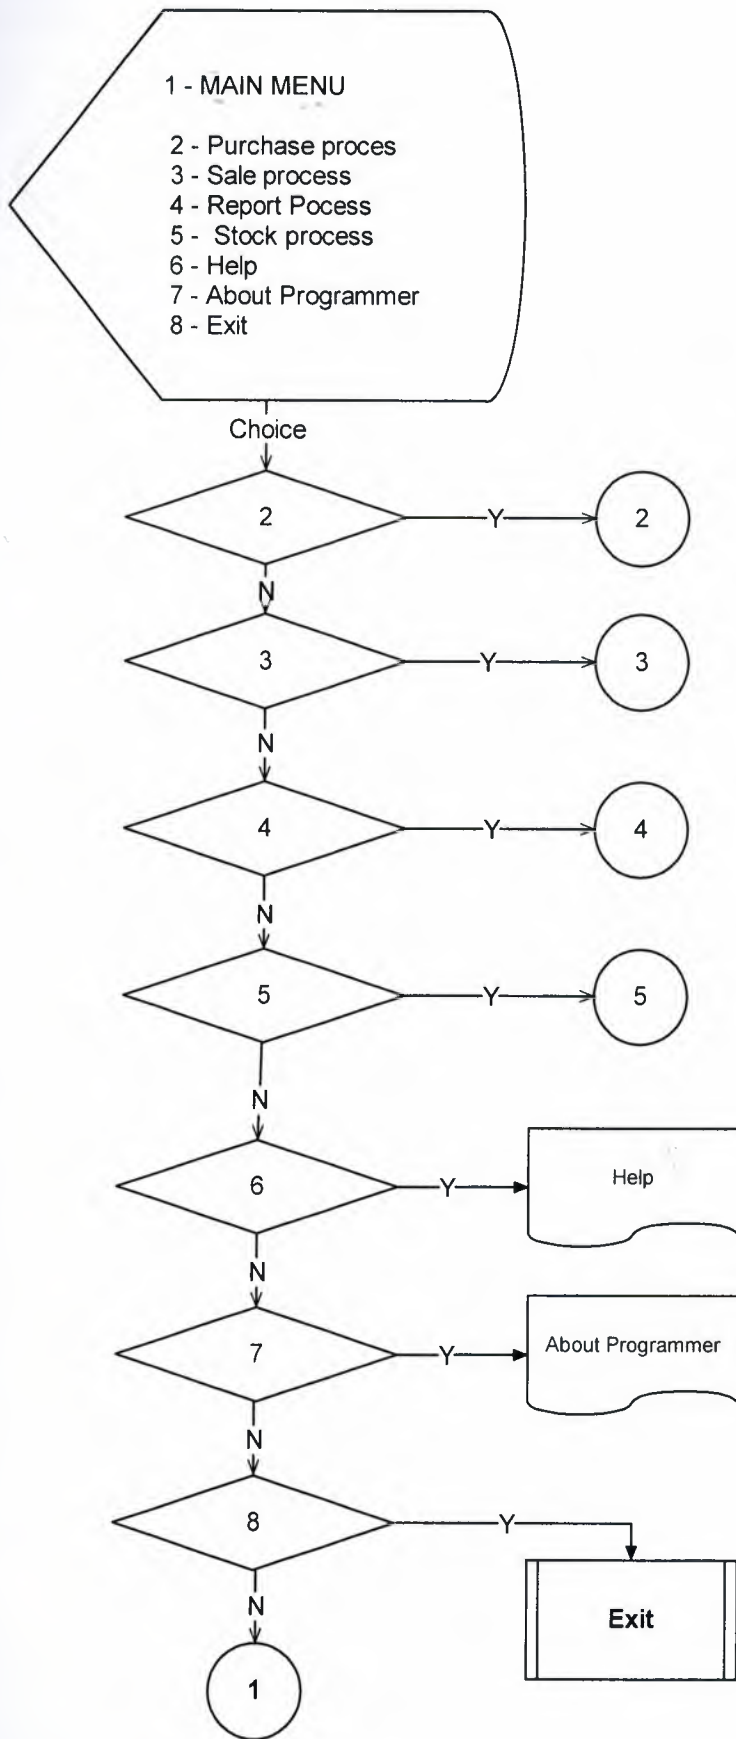 1 - MAIN MENU
2 - Purchase proces
3 - Sale process
4 - Report Pocess
5 - Stock process
6 - Help
7 - About Programmer
8 - Exit
Choice
2
Y
2
N
3
Y
3
N
4
Y
4
N
5
Y
5
N
6
Y
Help
N
7
Y
About Programmer
N
8
Y
Exit
N
1